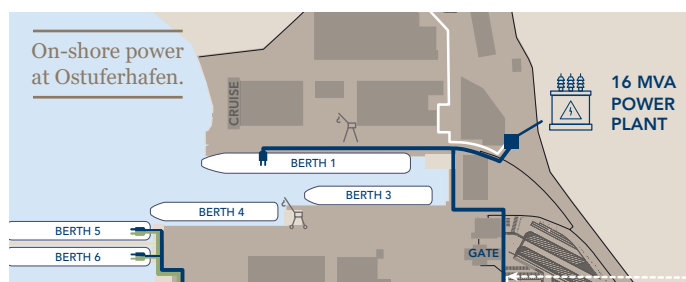 On-shore power
at Ostuferhafen.
CRUISE
16 MVA
POWER
PLANT
BERTH 1
BERTH 3
BERTH 4
BERTH 5
BERTH 6
GATE